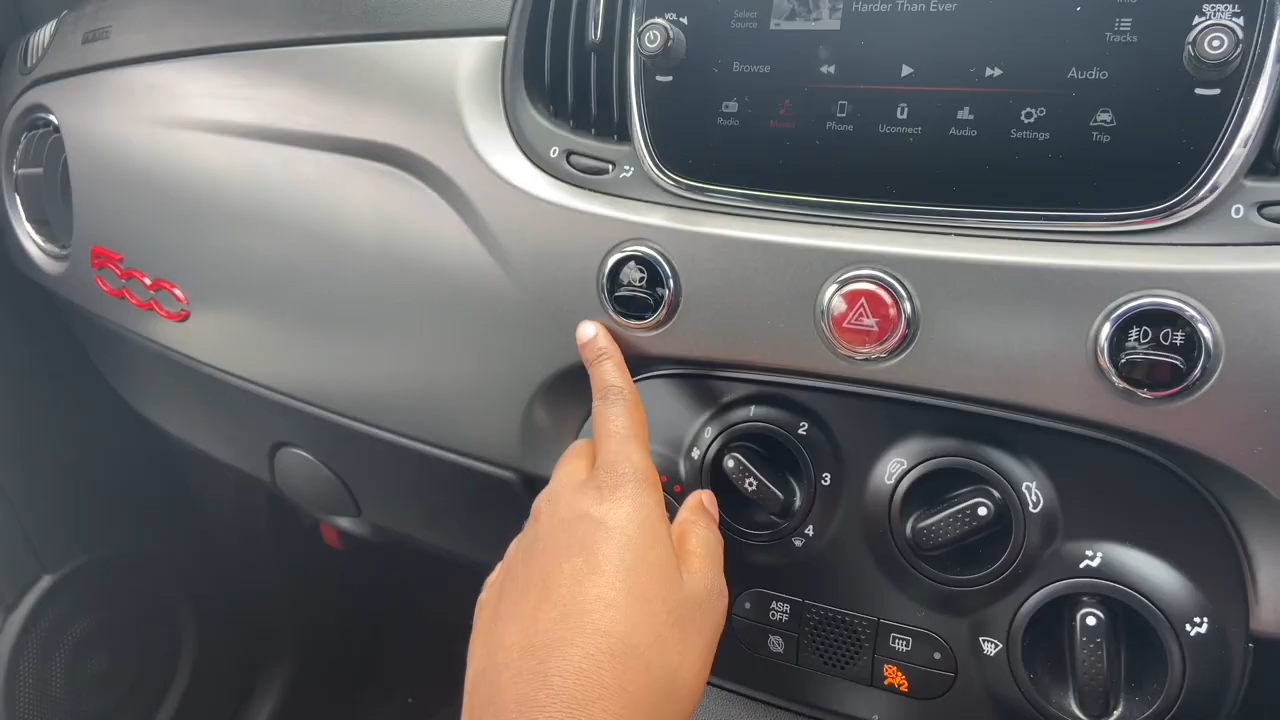 Harder Than Ever
Select
Source
VOL
SCROLL
TUNE
Tracks
Browse
Audio
Radio
Media
Phone
Uconnect
Audio
Settings
Trip
0
0
500
0
1
2
3
4
ASR
OFF
2